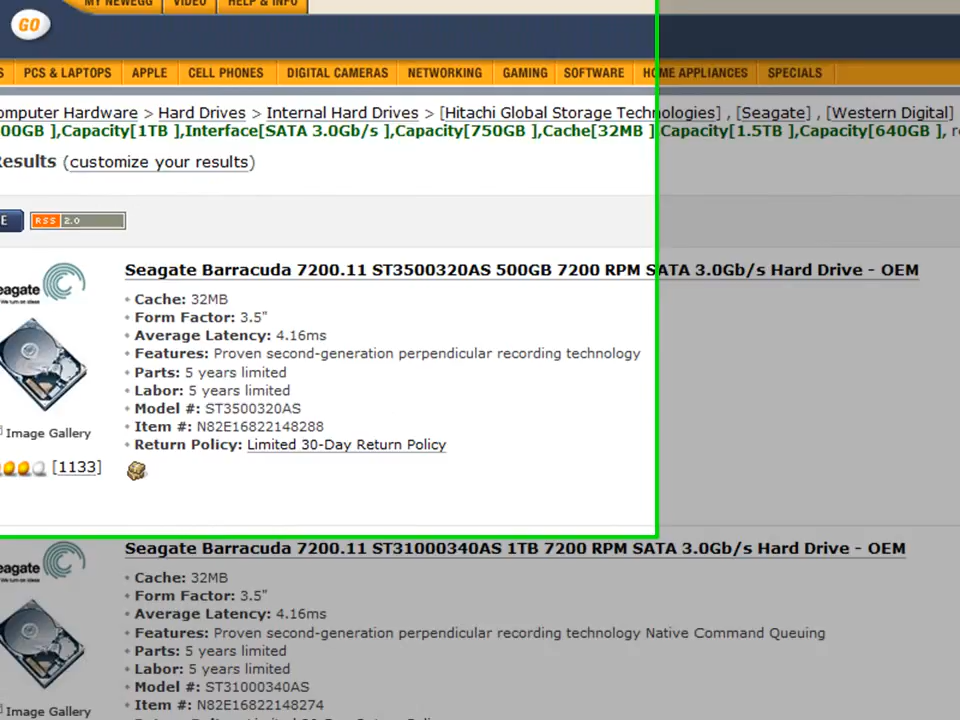 MY NEWEGG VIDEO HELP & INFO
GO
S PCS & LAPTOPS APPLE CELL PHONES DIGITAL CAMERAS NETWORKING GAMING SOFTWARE HOME APPLIANCES SPECIALS
omputer Hardware > Hard Drives > Internal Hard Drives > [Hitachi Global Storage Technologies] , [Seagate] , [Western Digital]
00GB ],Capacity[1TB ],Interface[SATA 3.0Gb/s ],Capacity[750GB ],Cache[32MB ],Capacity[1.5TB ],Capacity[640GB ], re
Results (customize your results)
E RSS 2.0
Seagate Barracuda 7200.11 ST3500320AS 500GB 7200 RPM SATA 3.0Gb/s Hard Drive - OEM
eagate
We turn on ideas
• Cache: 32MB
• Form Factor: 3.5"
• Average Latency: 4.16ms
• Features: Proven second-generation perpendicular recording technology
• Parts: 5 years limited
• Labor: 5 years limited
• Model #: ST3500320AS
• Item #: N82E16822148288
• Return Policy: Limited 30-Day Return Policy
Image Gallery
[1133]
Seagate Barracuda 7200.11 ST31000340AS 1TB 7200 RPM SATA 3.0Gb/s Hard Drive - OEM
eagate
We turn on ideas
• Cache: 32MB
• Form Factor: 3.5"
• Average Latency: 4.16ms
• Features: Proven second-generation perpendicular recording technology Native Command Queuing
• Parts: 5 years limited
• Labor: 5 years limited
• Model #: ST31000340AS
• Item #: N82E16822148274
Image Gallery